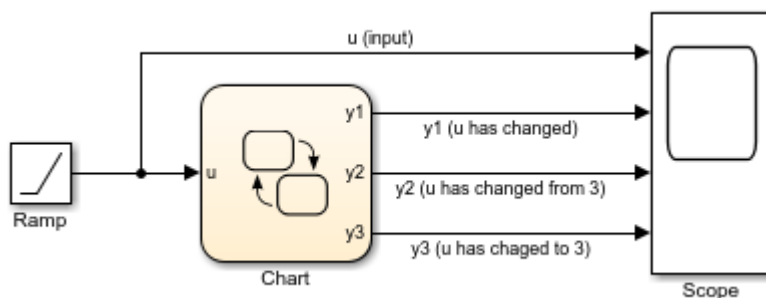 u (input)
y1
y1 (u has changed)
u
y2
y2 (u has changed from 3)
y3
y3 (u has chaged to 3)
Ramp
Chart
Scope